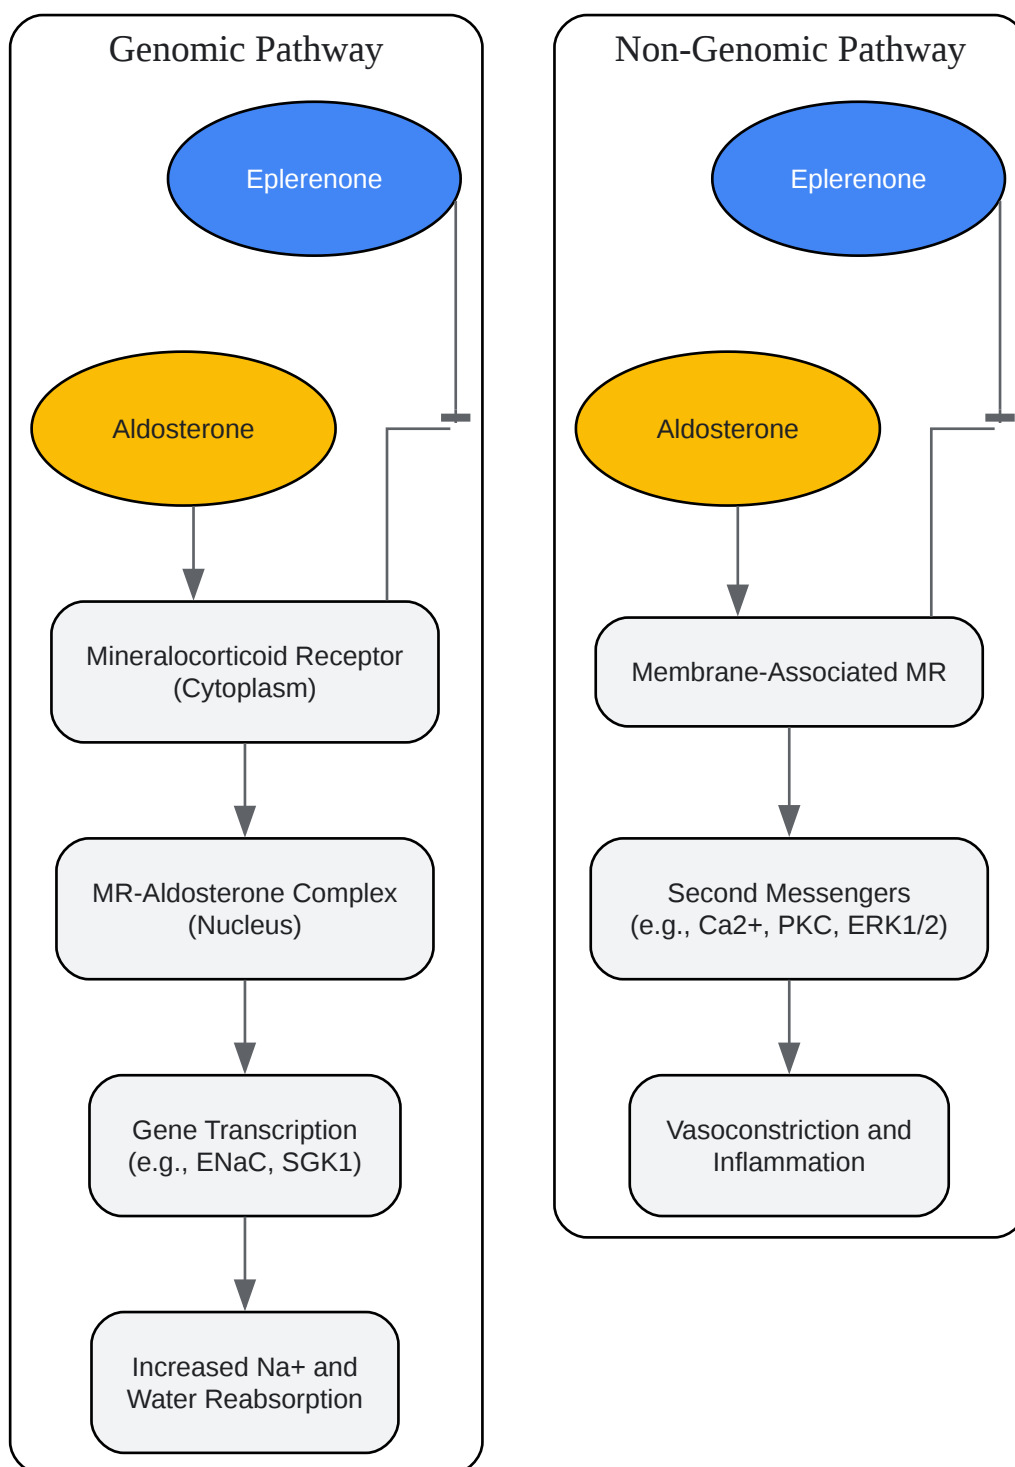 Genomic Pathway
Eplerenone
Aldosterone
Mineralocorticoid Receptor
(Cytoplasm)
MR-Aldosterone Complex
(Nucleus)
Gene Transcription
(e.g., ENaC, SGK1)
Increased Na+ and
Water Reabsorption
Non-Genomic Pathway
Eplerenone
Aldosterone
Membrane-Associated MR
Second Messengers
(e.g., Ca2+, PKC, ERK1/2)
Vasoconstriction and
Inflammation